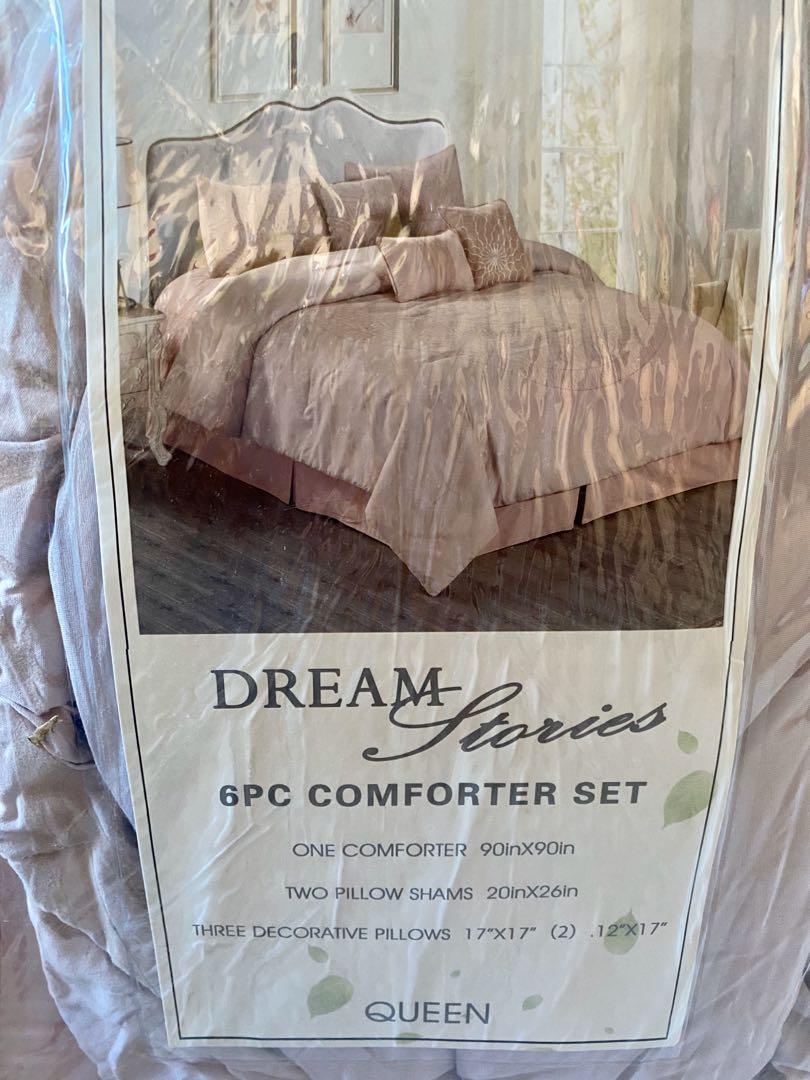 DREAM
Stories
6PC COMFORTER SET
ONE COMFORTER 90inX90in
TWO PILLOW SHAMS 20inX26in
THREE DECORATIVE PILLOWS 17"X17" (2) .12"X17"
QUEEN